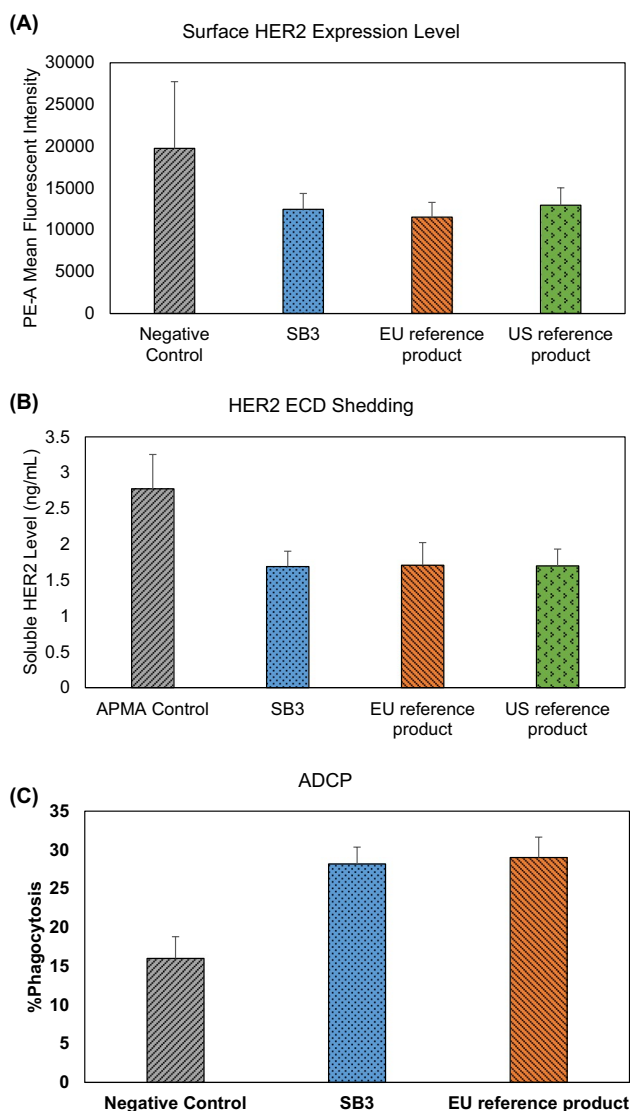 (A)
Surface HER2 Expression Level
PE-A Mean Fluorescent Intensity
30000
25000
20000
15000
10000
5000
0
Negative
Control
SB3
EU reference
product
US reference
product
(B)
HER2 ECD Shedding
Soluble HER2 Level (ng/mL)
3.5
3
2.5
2
1.5
1
0.5
0
APMA Control
SB3
EU reference
product
US reference
product
(C)
ADCP
%Phagocytosis
35
30
25
20
15
10
5
0
Negative Control
SB3
EU reference product